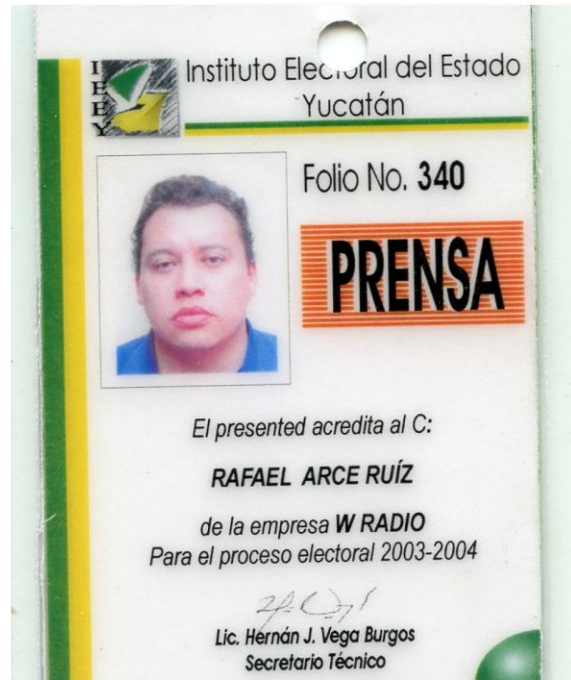 IEEY
Instituto Electoral del Estado
Yucatán
Folio No. 340
PRENSA
El presented acredita al C:
RAFAEL ARCE RUÍZ
de la empresa W RADIO
Para el proceso electoral 2003-2004
Lic. Hernán J. Vega Burgos
Secretario Técnico